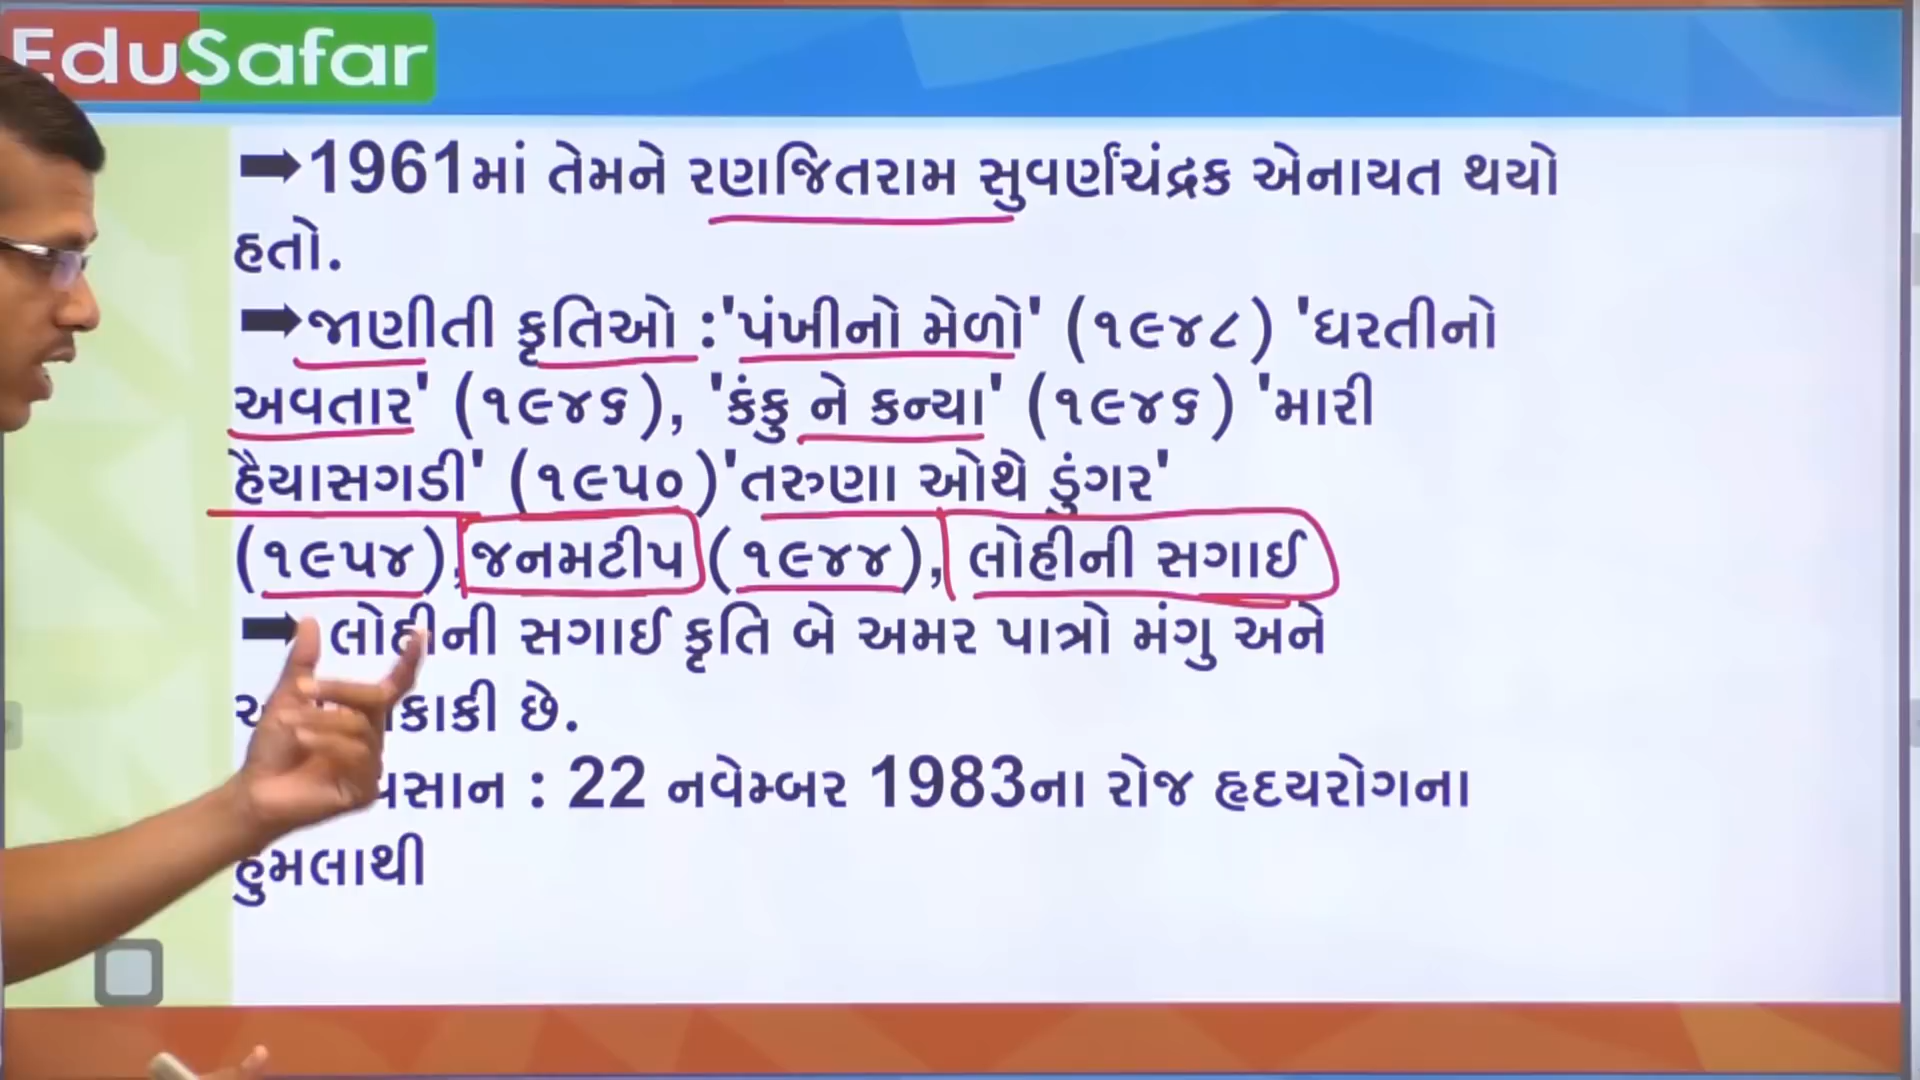 EduSafar
➡1961માં તેમને રણજિતરામ સુવર્ણચંદ્રક એનાયત થયો
હતો.
➡જાણીતી કૃતિઓ :'પંખીનો મેળો' (૧૯૪૮) 'ધરતીનો
અવતાર' (૧૯૪૬), 'કંકુ ને કન્યા' (૧૯૪૬) 'મારી
હૈયાસગડી' (૧૯૫૦)'તરુણા ઓથે ડુંગર'
(૧૯૫૪), જનમટીપ (૧૯૪૪), લોહીની સગાઈ
➡ લોહીની સગાઈ કૃતિ બે અમર પાત્રો મંગુ અને
કાકી છે.
: 22 નવેમ્બર 1983ના રોજ હૃદયરોગના
હુમલાથી